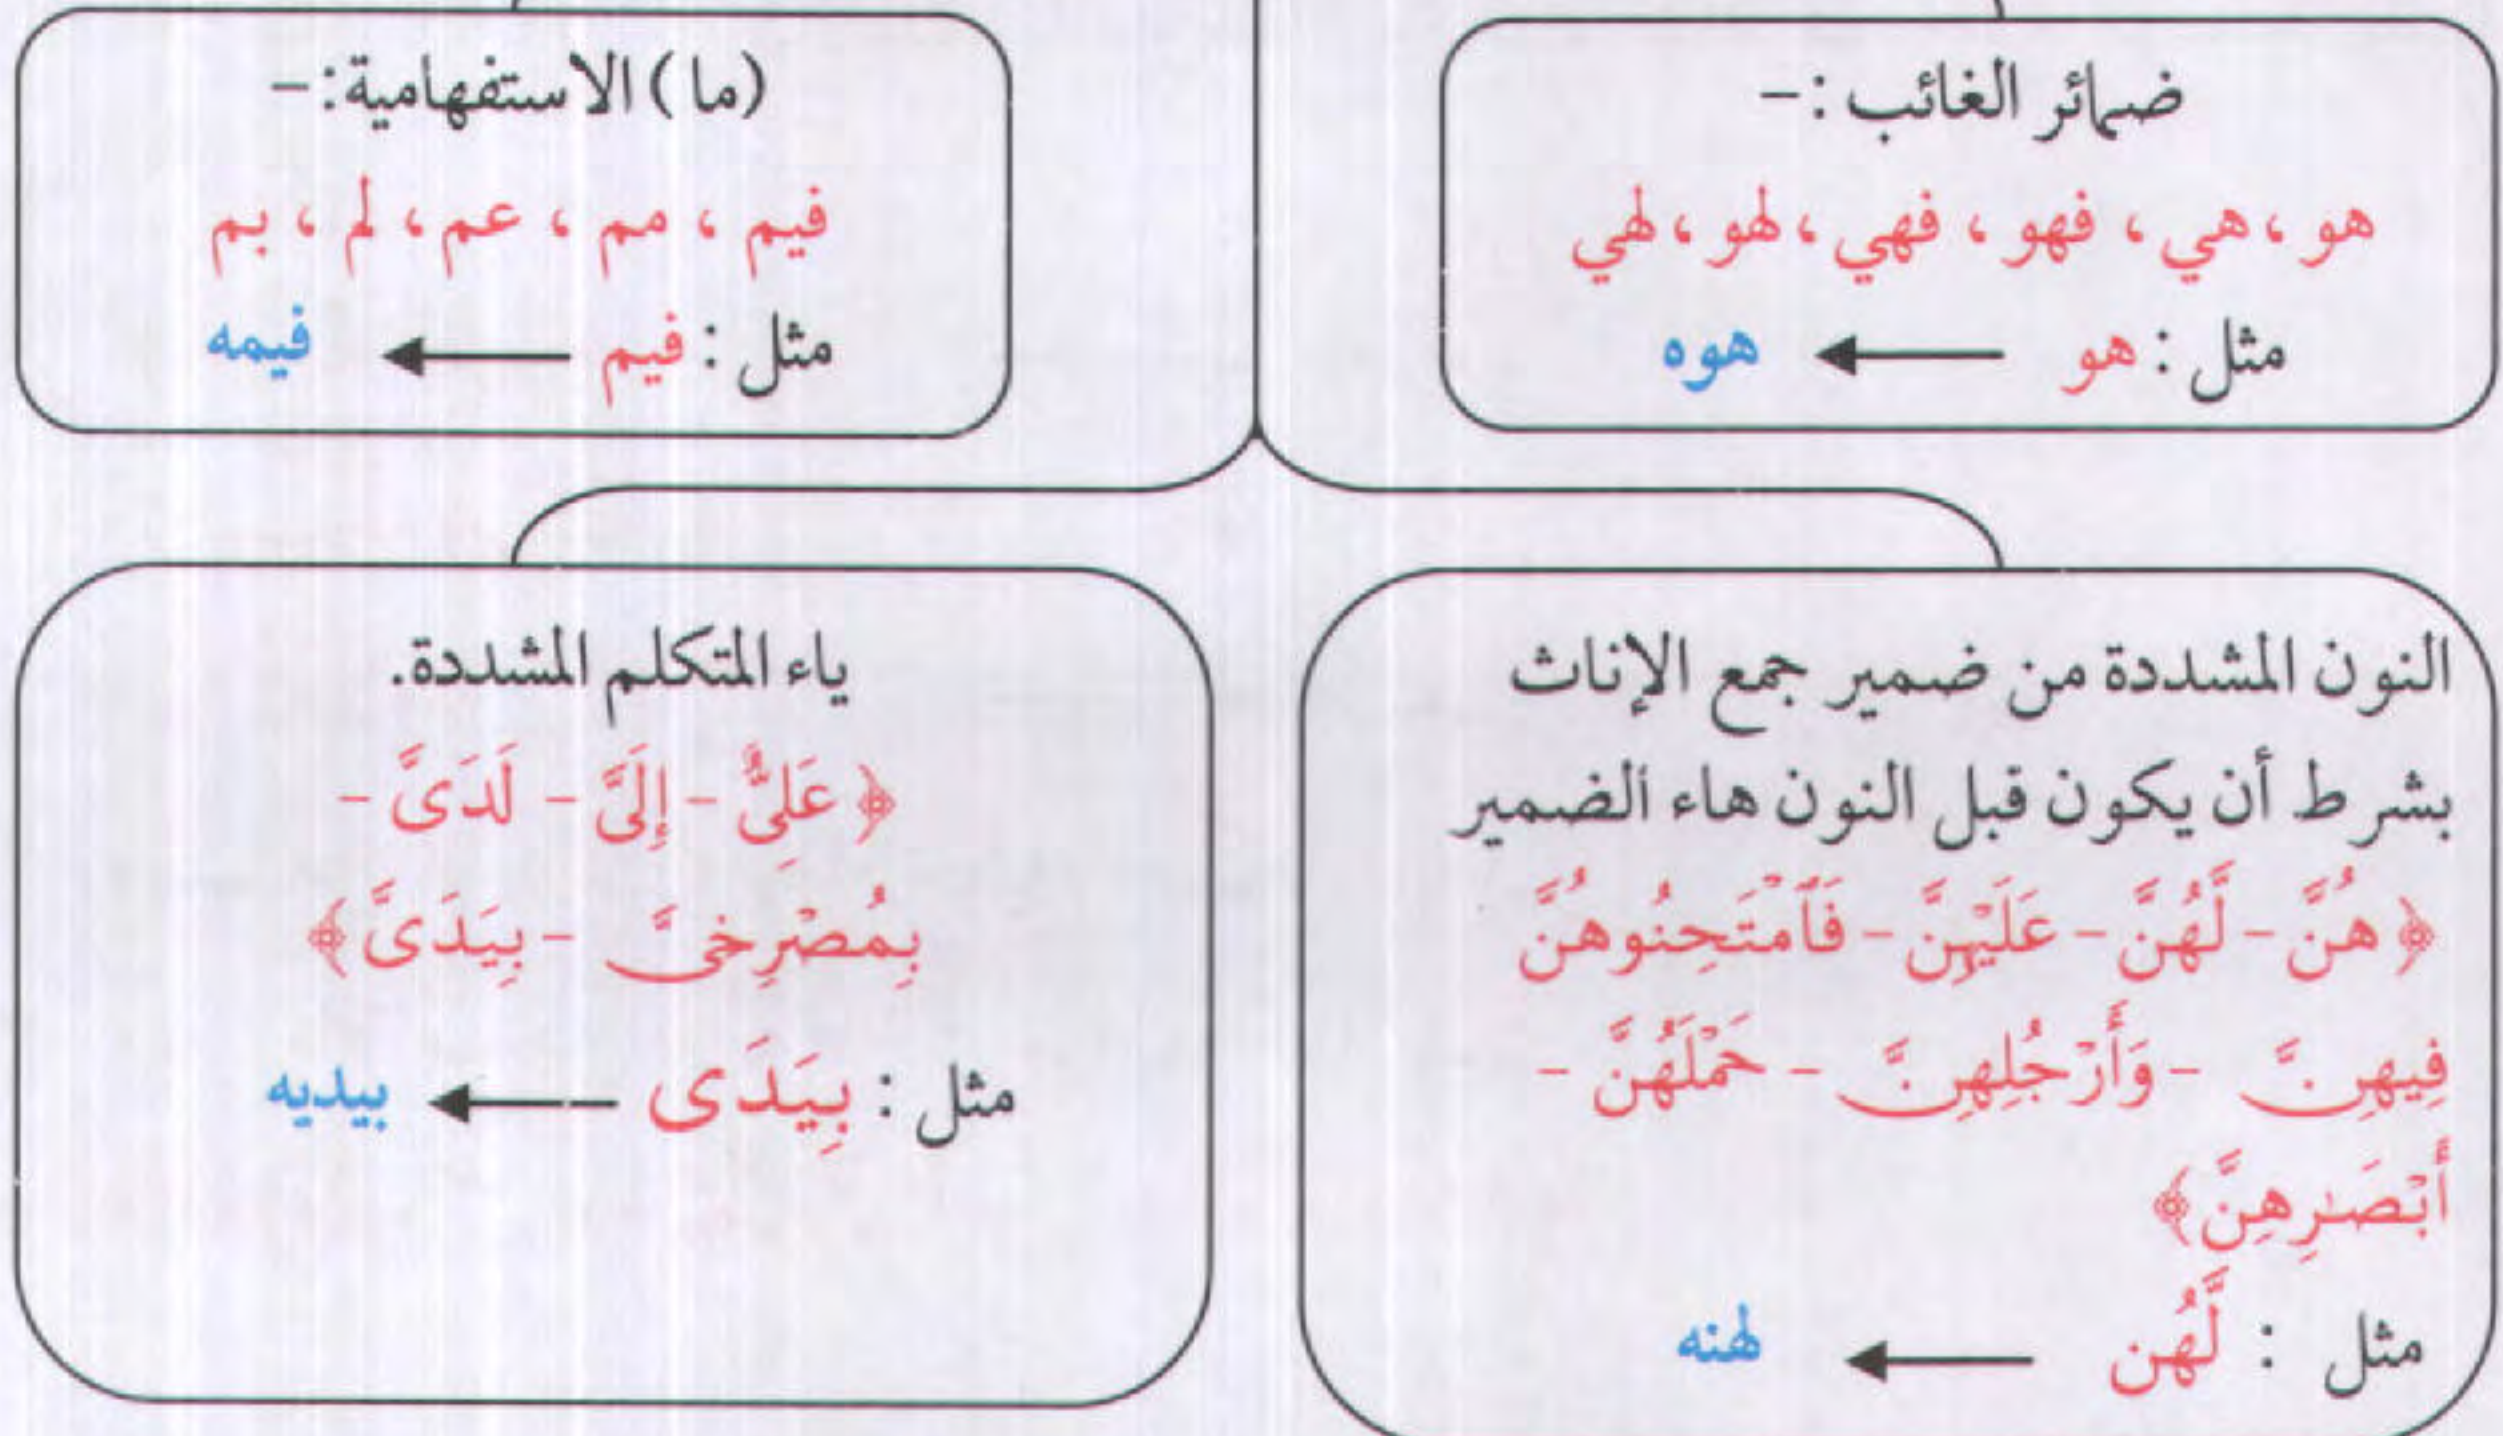 ضمائر الغائب :-
هو ، هي ، فهو ، فهي ، لهو ، لهي
مثل : هو ← هوه
(ما) الاستفهامية:-
فيم ، مم ، عم ، لم ، بم
مثل : فيم ← فيمه
النون المشددة من ضمير جمع الإناث
بشرط أن يكون قبل النون هاء الضمير
﴿ هُنَّ - لَّهُنَّ - عَلَيْهِنَّ - فَٱمْتَحِنُوهُنَّ
فِيهِنَّ - وَأَرْجُلِهِنَّ - حَمْلَهُنَّ -
أَبْصَـٰرِهِنَّ ﴾
مثل : لَّهُن ← لهنه
ياء المتكلم المشددة.
﴿ عَلِىٌّ - إِلَىَّ - لَدَىَّ -
بِمُصْرِخِىَّ - بِيَدَىَّ ﴾
مثل : بِيَدَى ← بيديه